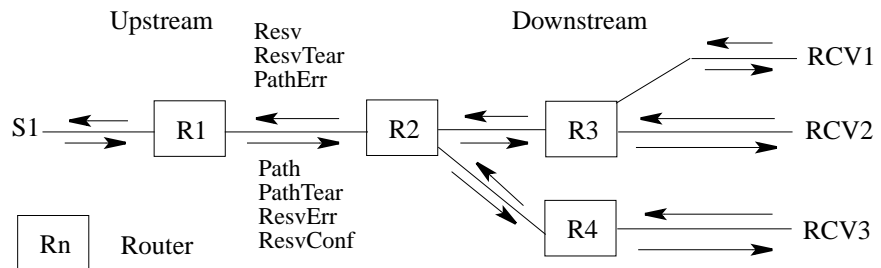 Upstream
Downstream
Resv
ResvTear
PathErr
RCV1
S1
R1
R2
R3
RCV2
Path
PathTear
ResvErr
ResvConf
R4
RCV3
Rn
Router